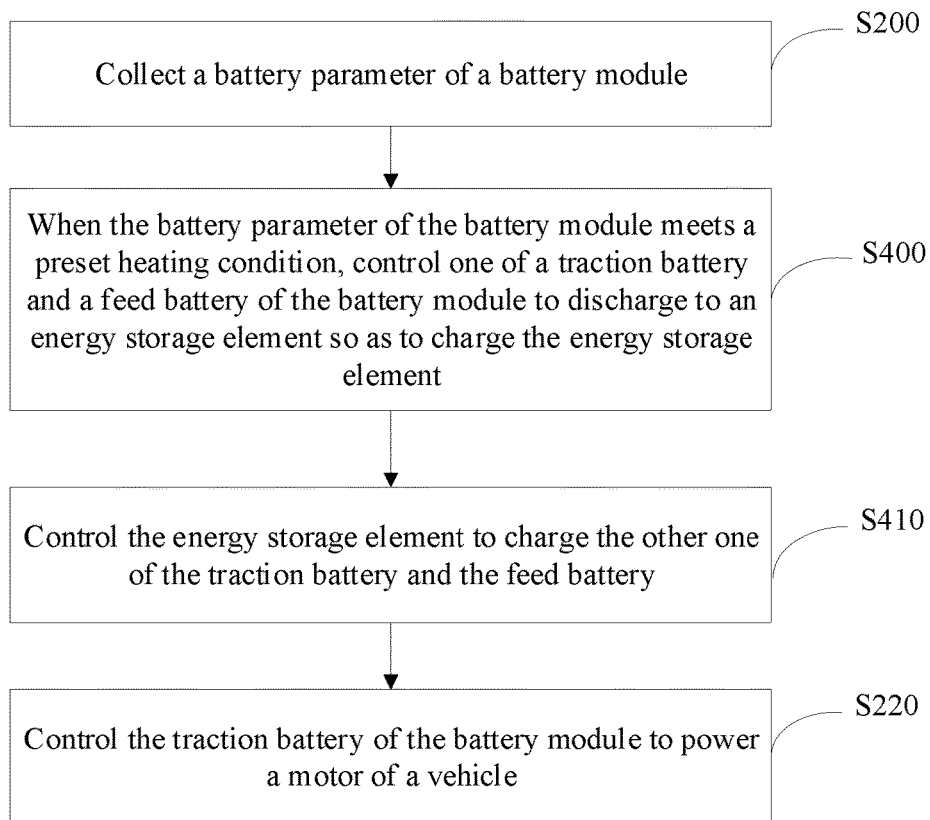 S200
Collect a battery parameter of a battery module
When the battery parameter of the battery module meets a
preset heating condition, control one of a traction battery
and a feed battery of the battery module to discharge to an
energy storage element so as to charge the energy storage
element
S400
Control the energy storage element to charge the other one
of the traction battery and the feed battery
S410
Control the traction battery of the battery module to power
a motor of a vehicle
S220